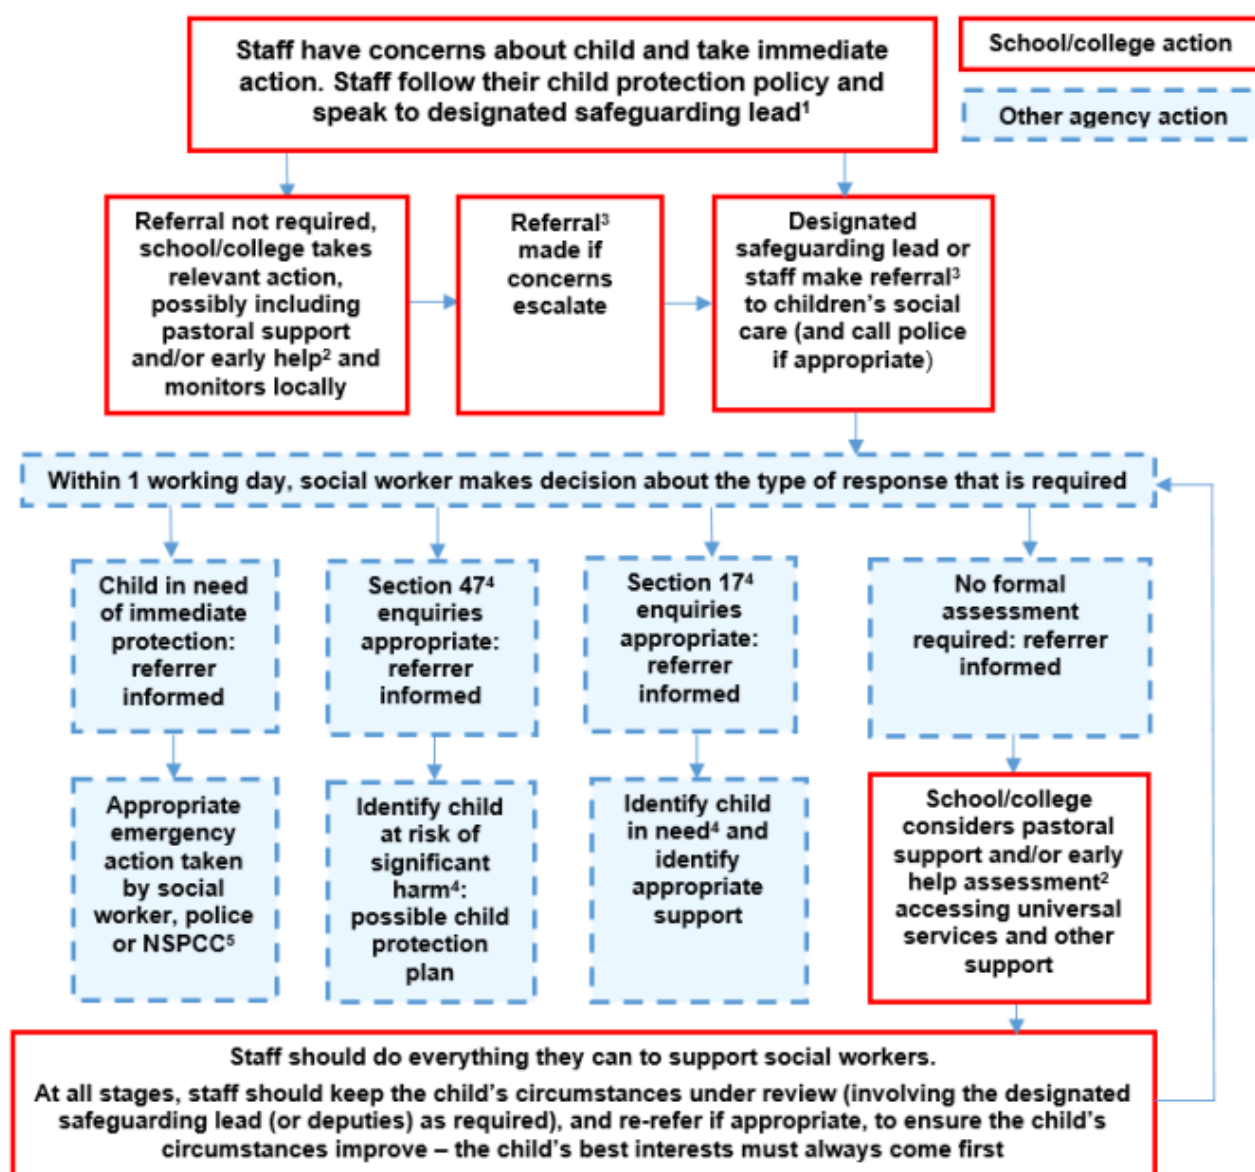 Staff have concerns about child and take immediate
action. Staff follow their child protection policy and
speak to designated safeguarding lead¹
School/college action
Other agency action
Referral not required,
school/college takes
relevant action,
possibly including
pastoral support
and/or early help² and
monitors locally
Referral³
made if
concerns
escalate
Designated
safeguarding lead or
staff make referral³
to children's social
care (and call police
if appropriate)
Within 1 working day, social worker makes decision about the type of response that is required
Child in need
of immediate
protection:
referrer
informed
Section 47⁴
enquiries
appropriate:
referrer
informed
Section 17⁴
enquiries
appropriate:
referrer
informed
No formal
assessment
required: referrer
informed
Appropriate
emergency
action taken
by social
worker, police
or NSPCC⁵
Identify child
at risk of
significant
harm⁴:
possible child
protection
plan
Identify child
in need⁴ and
identify
appropriate
support
School/college
considers pastoral
support and/or early
help assessment²
accessing universal
services and other
support
Staff should do everything they can to support social workers.
At all stages, staff should keep the child's circumstances under review (involving the designated
safeguarding lead (or deputies) as required), and re-refer if appropriate, to ensure the child's
circumstances improve – the child's best interests must always come first